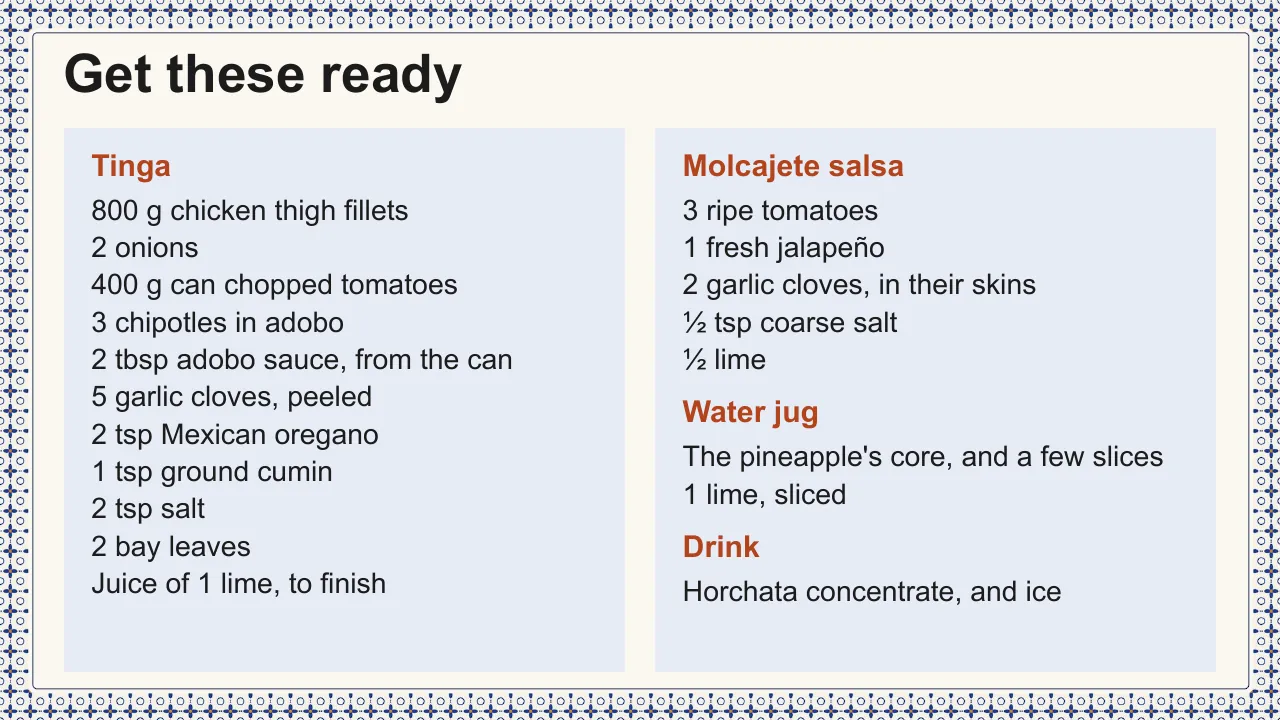 Get these ready
Tinga
800 g chicken thigh fillets
2 onions
400 g can chopped tomatoes
3 chipotles in adobo
2 tbsp adobo sauce, from the can
5 garlic cloves, peeled
2 tsp Mexican oregano
1 tsp ground cumin
2 tsp salt
2 bay leaves
Juice of 1 lime, to finish
Molcajete salsa
3 ripe tomatoes
1 fresh jalapeño
2 garlic cloves, in their skins
½ tsp coarse salt
½ lime
Water jug
The pineapple's core, and a few slices
1 lime, sliced
Drink
Horchata concentrate, and ice